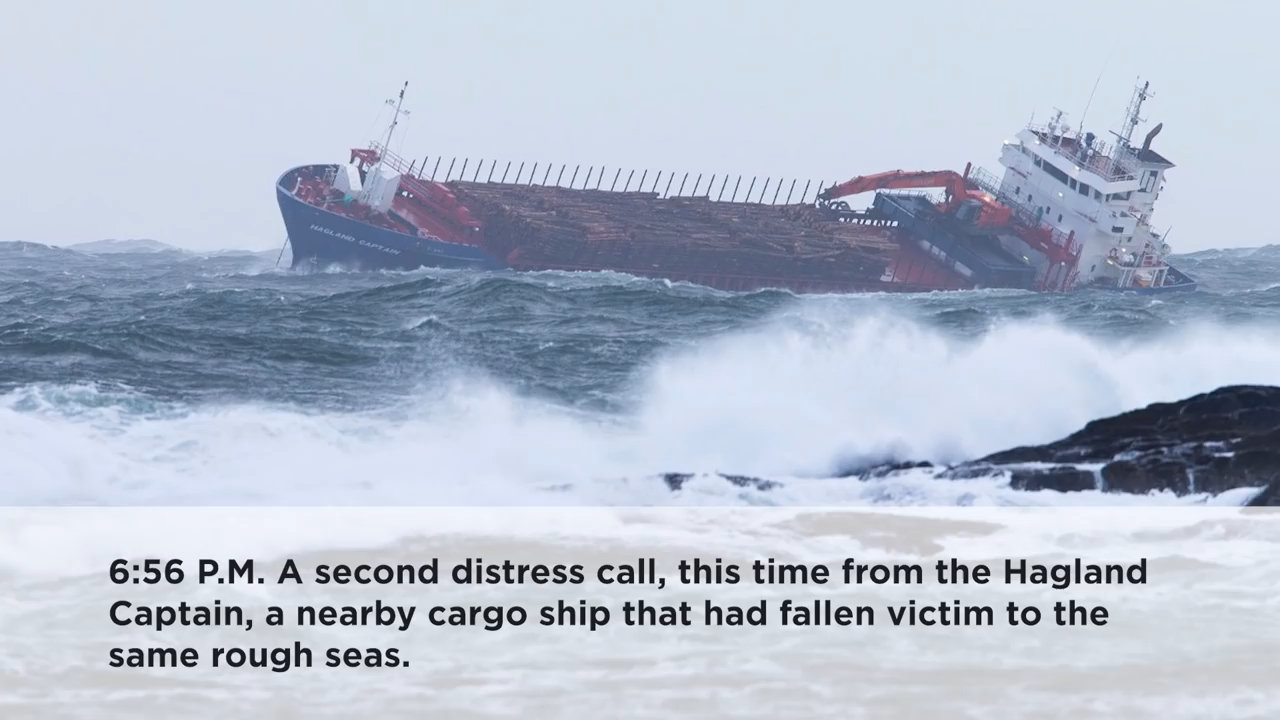 HAGLAND CAPTAIN
6:56 P.M. A second distress call, this time from the Hagland
Captain, a nearby cargo ship that had fallen victim to the
same rough seas.